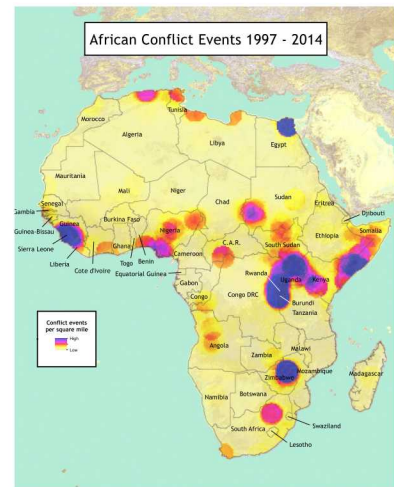 African Conflict Events 1997 - 2014
Tunisia
Morocco
Algeria
Libya
Egypt
Mauritania
Mali
Niger
Chad
Sudan
Eritrea
Senegal
Gambia
Guinea
Guinea-Bissau
Sierra Leone
Liberia
Cote d'Ivoire
Burkina Faso
Ghana
Togo
Benin
Nigeria
Cameroon
Equatorial Guinea
C.A.R.
South Sudan
Ethiopia
Djibouti
Somalia
Gabon
Congo
Congo DRC
Rwanda
Uganda
Kenya
Burundi
Tanzania
Conflict events
per square mile
High
Low
Angola
Zambia
Malawi
Mozambique
Zimbabwe
Madagascar
Namibia
Botswana
Swaziland
South Africa
Lesotho